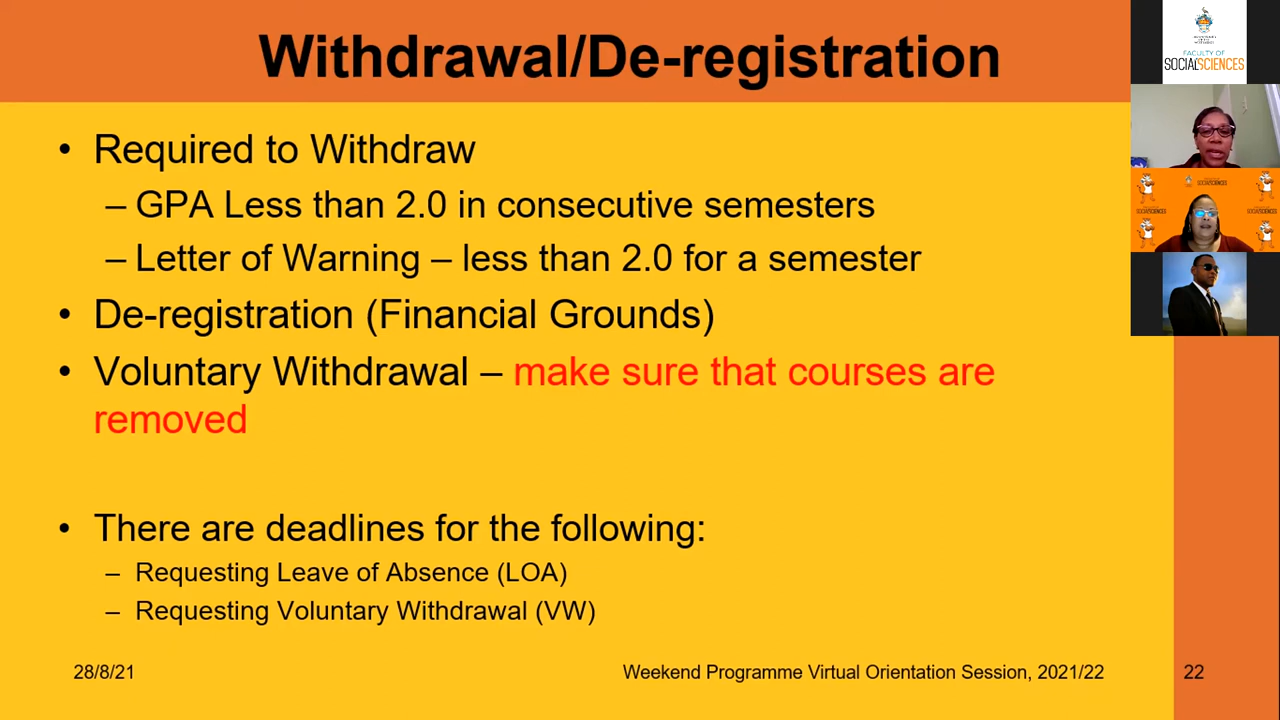 Withdrawal/De-registration
• Required to Withdraw
– GPA Less than 2.0 in consecutive semesters
– Letter of Warning – less than 2.0 for a semester
• De-registration (Financial Grounds)
• Voluntary Withdrawal – make sure that courses are
removed
• There are deadlines for the following:
– Requesting Leave of Absence (LOA)
– Requesting Voluntary Withdrawal (VW)
28/8/21
Weekend Programme Virtual Orientation Session, 2021/22
22
FACULTY OF
SOCIALSCIENCES